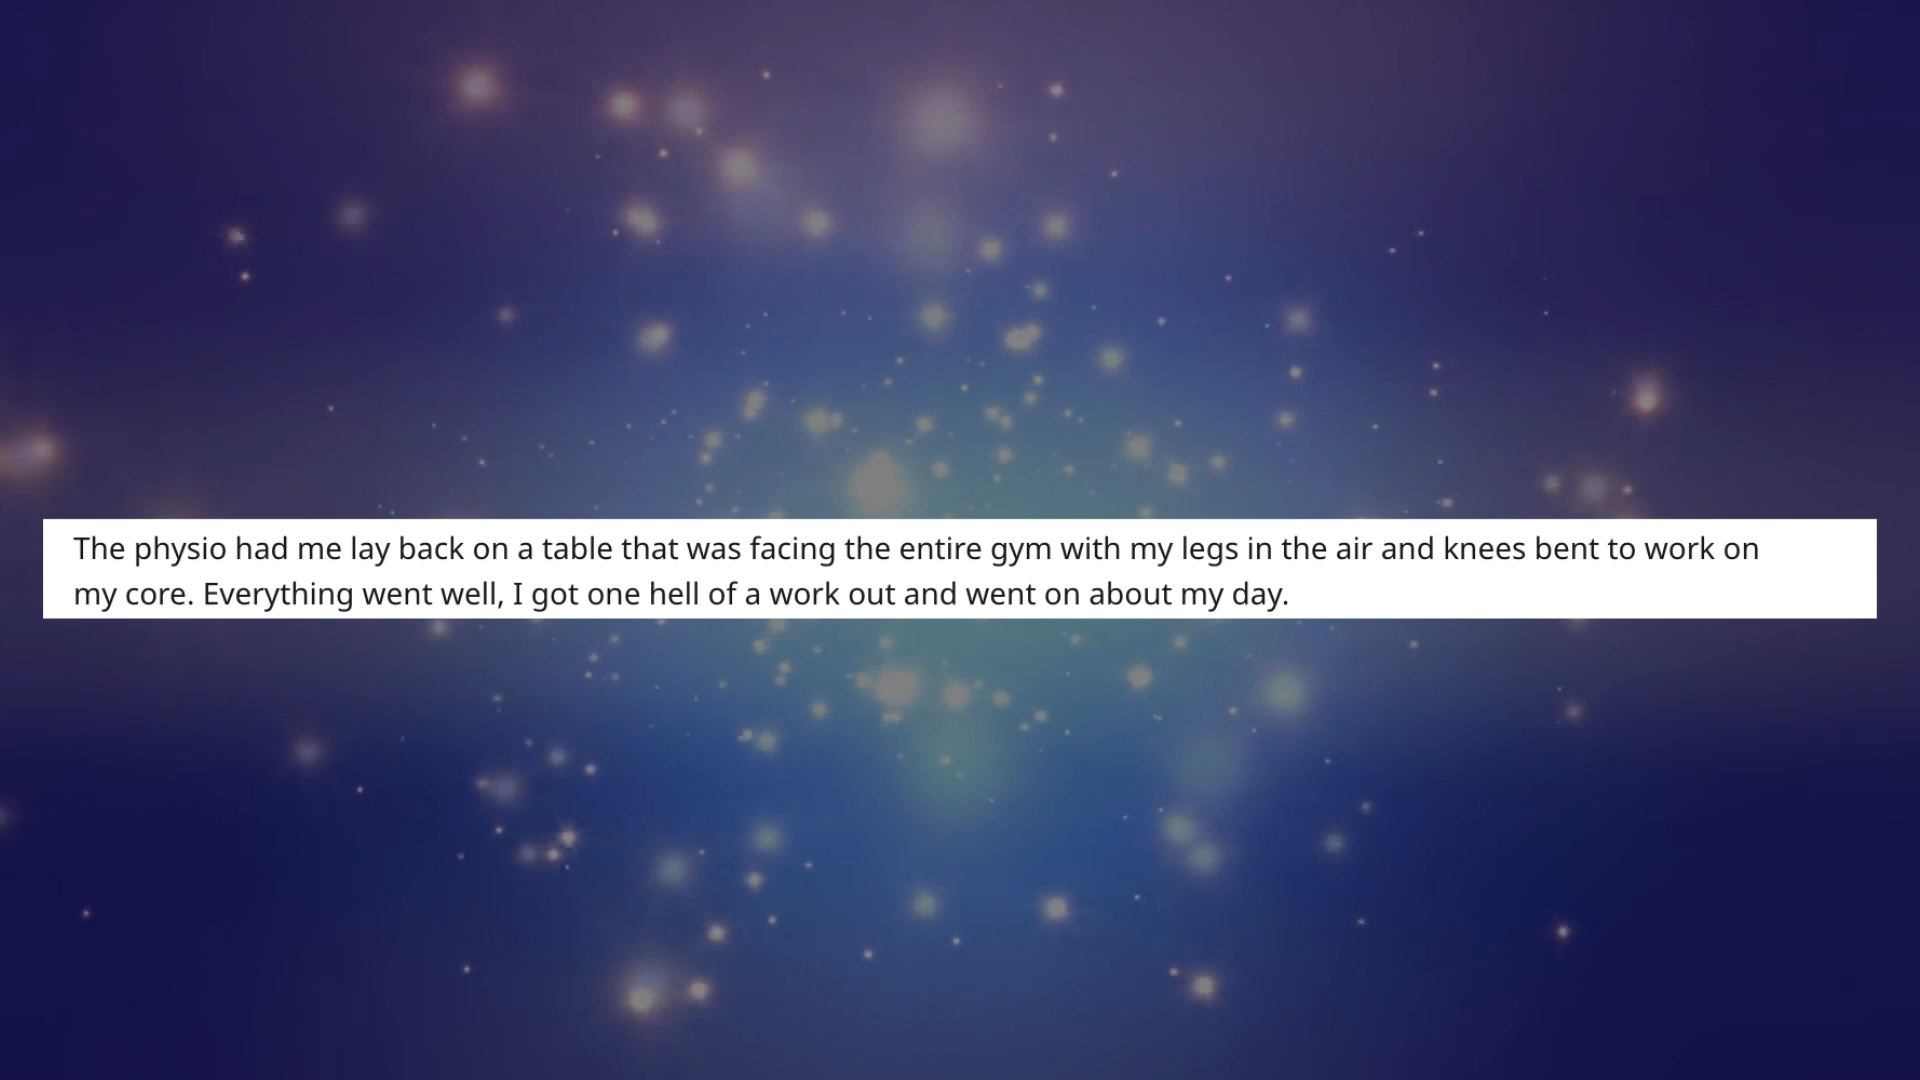 The physio had me lay back on a table that was facing the entire gym with my legs in the air and knees bent to work on
my core. Everything went well, I got one hell of a work out and went on about my day.